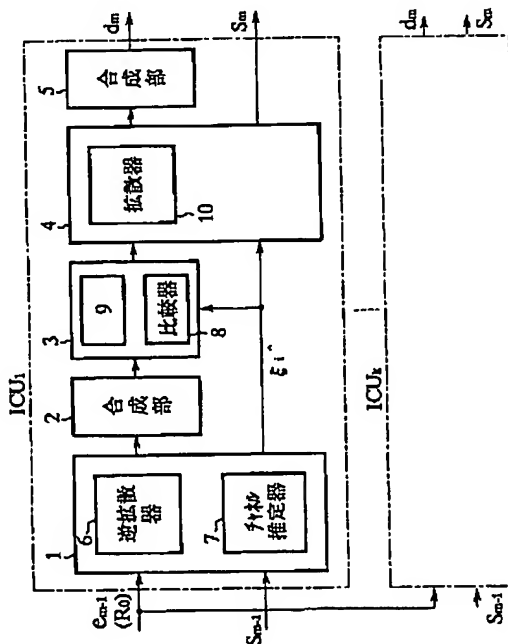 ICU₁
eₘ₋₁
(R₀)
Sₘ₋₁
1
6
逆拡散器
7
チャネル推定器
2
合成部
3
9
比較器
8
ξi^
4
拡散器
10
5
合成部
dₘ
Sₘ
ICUₖ
Sₘ₋₁
dₘ
Sₘ